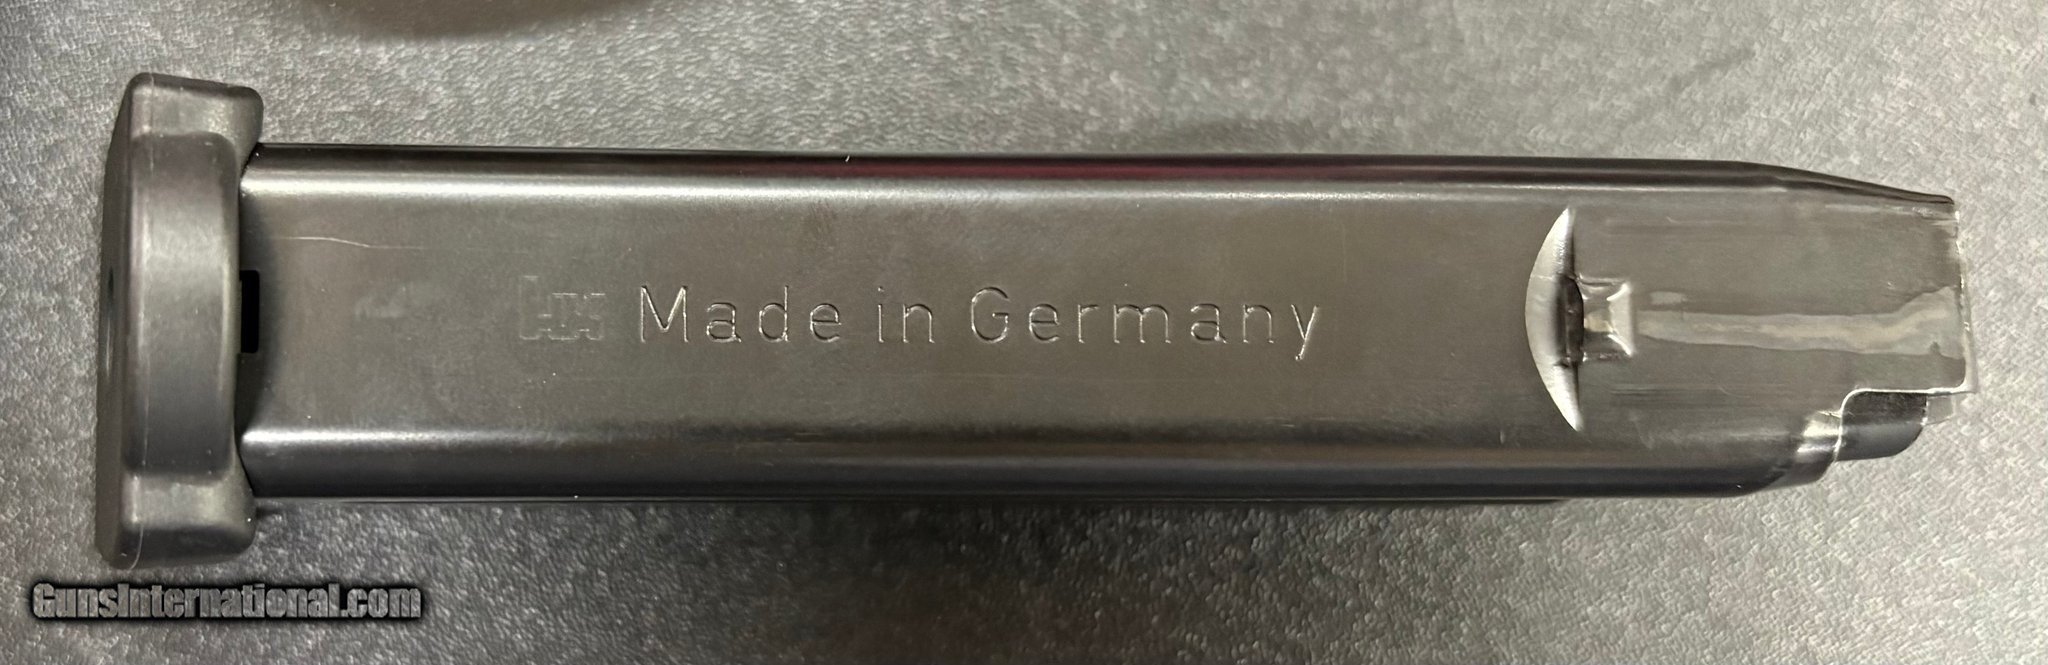 HK Made in Germany
GunsInternational.com